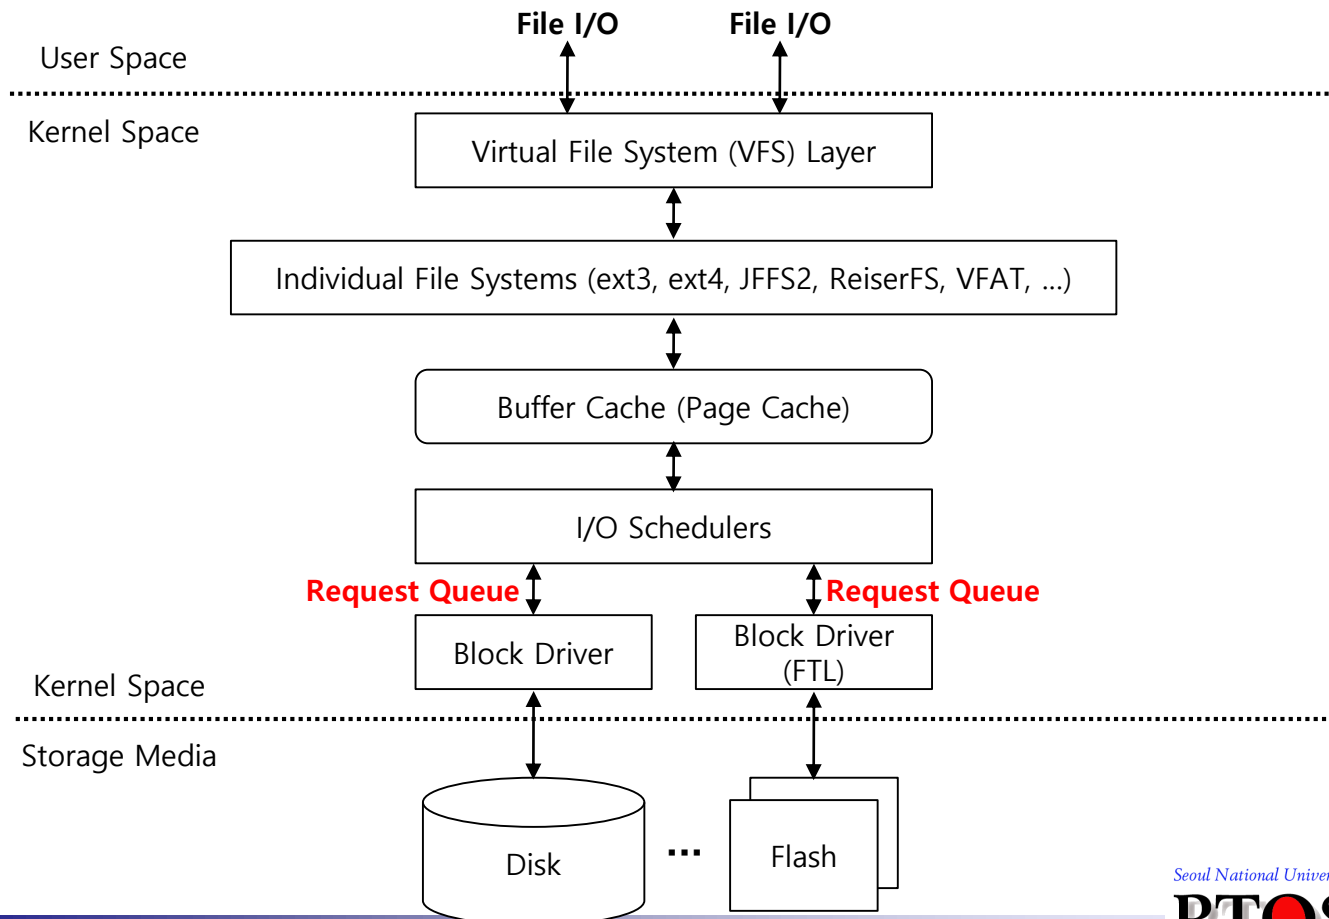 File I/O File I/O
User Space
Kernel Space
Virtual File System (VFS) Layer
Individual File Systems (ext3, ext4, JFFS2, ReiserFS, VFAT, ...)
Buffer Cache (Page Cache)
I/O Schedulers
Request Queue Request Queue
Block Driver
Block Driver
(FTL)
Kernel Space
Storage Media
Disk
...
Flash
Seoul National Univer
RTOS